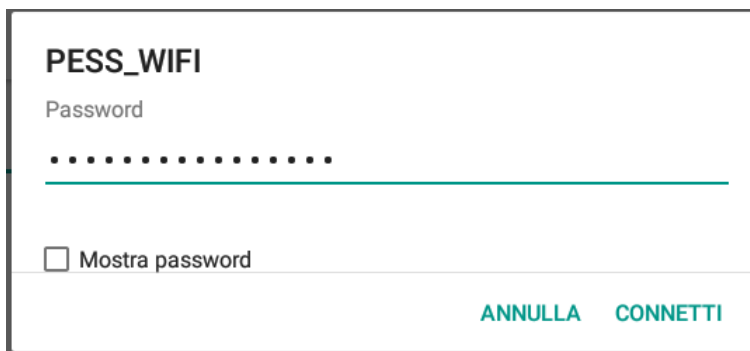 PESS_WIFI
Password
••••••••••••••••
Mostra password
ANNULLA CONNETTI